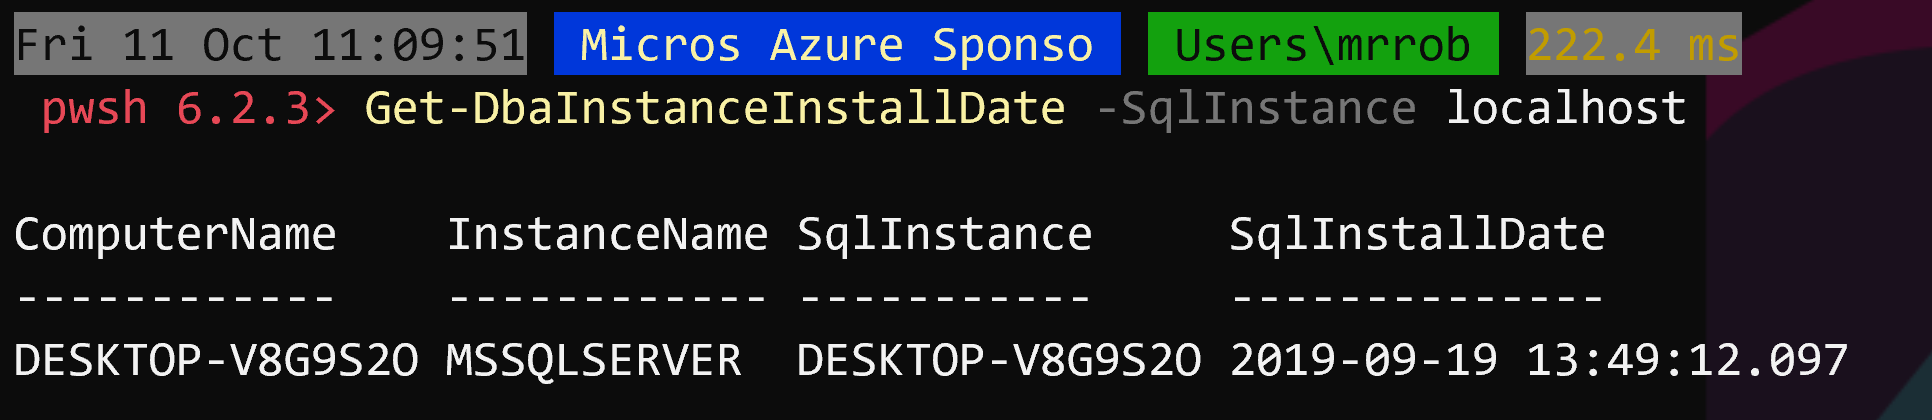 Fri 11 Oct 11:09:51 Micros Azure Sponso Users\mrrob 222.4 ms
pwsh 6.2.3> Get-DbaInstanceInstallDate -SqlInstance localhost
ComputerName InstanceName SqlInstance SqlInstallDate
------------ ------------ ----------- --------------
DESKTOP-V8G9S2O MSSQLSERVER DESKTOP-V8G9S2O 2019-09-19 13:49:12.097